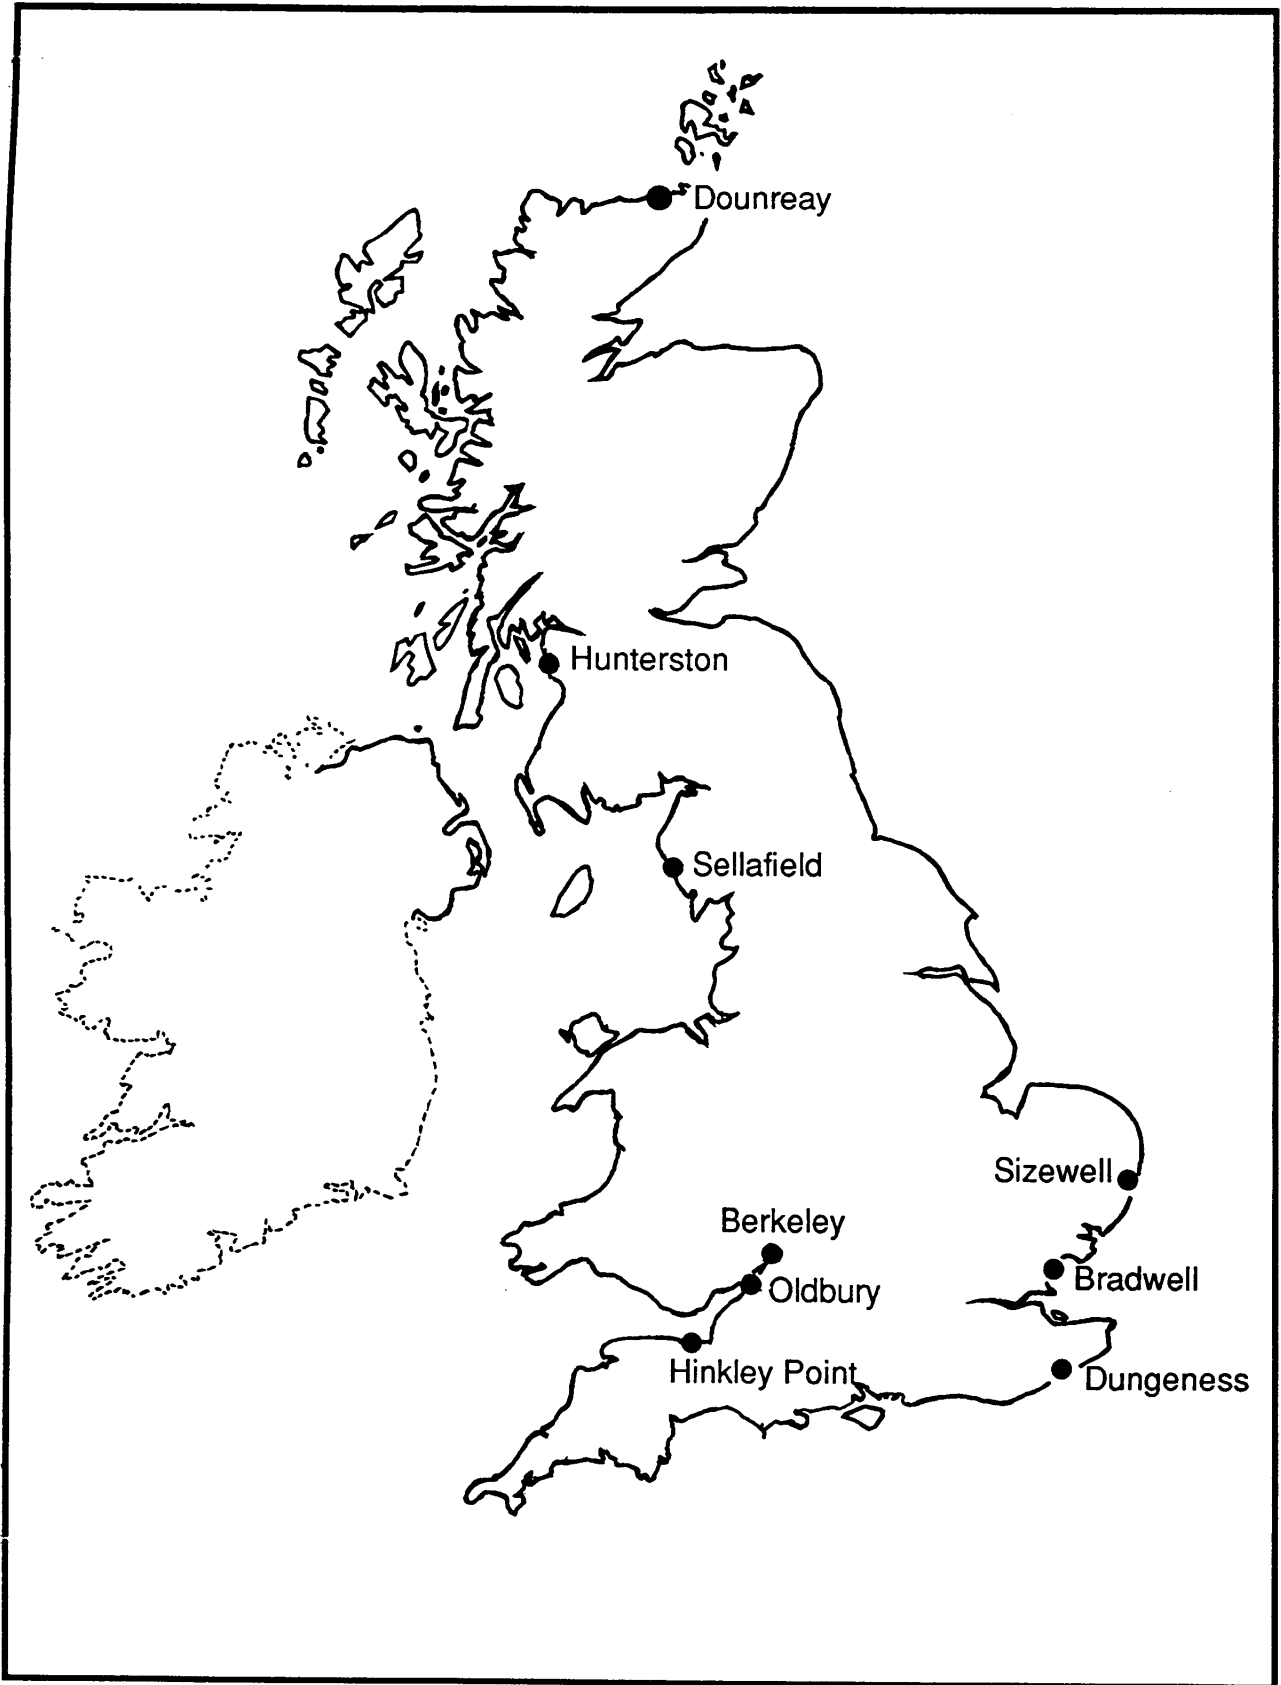 Dounreay
Hunterston
Sellafield
Sizewell
Berkeley
Bradwell
Oldbury
Hinkley Point
Dungeness